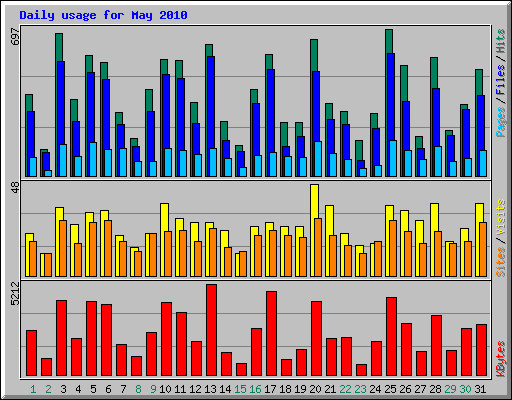 Daily usage for May 2010
697
Pages / Files / Hits
48
Sites / Visits
5212
KBytes
1 2 3 4 5 6 7 8 9 10 11 12 13 14 15 16 17 18 19 20 21 22 23 24 25 26 27 28 29 30 31